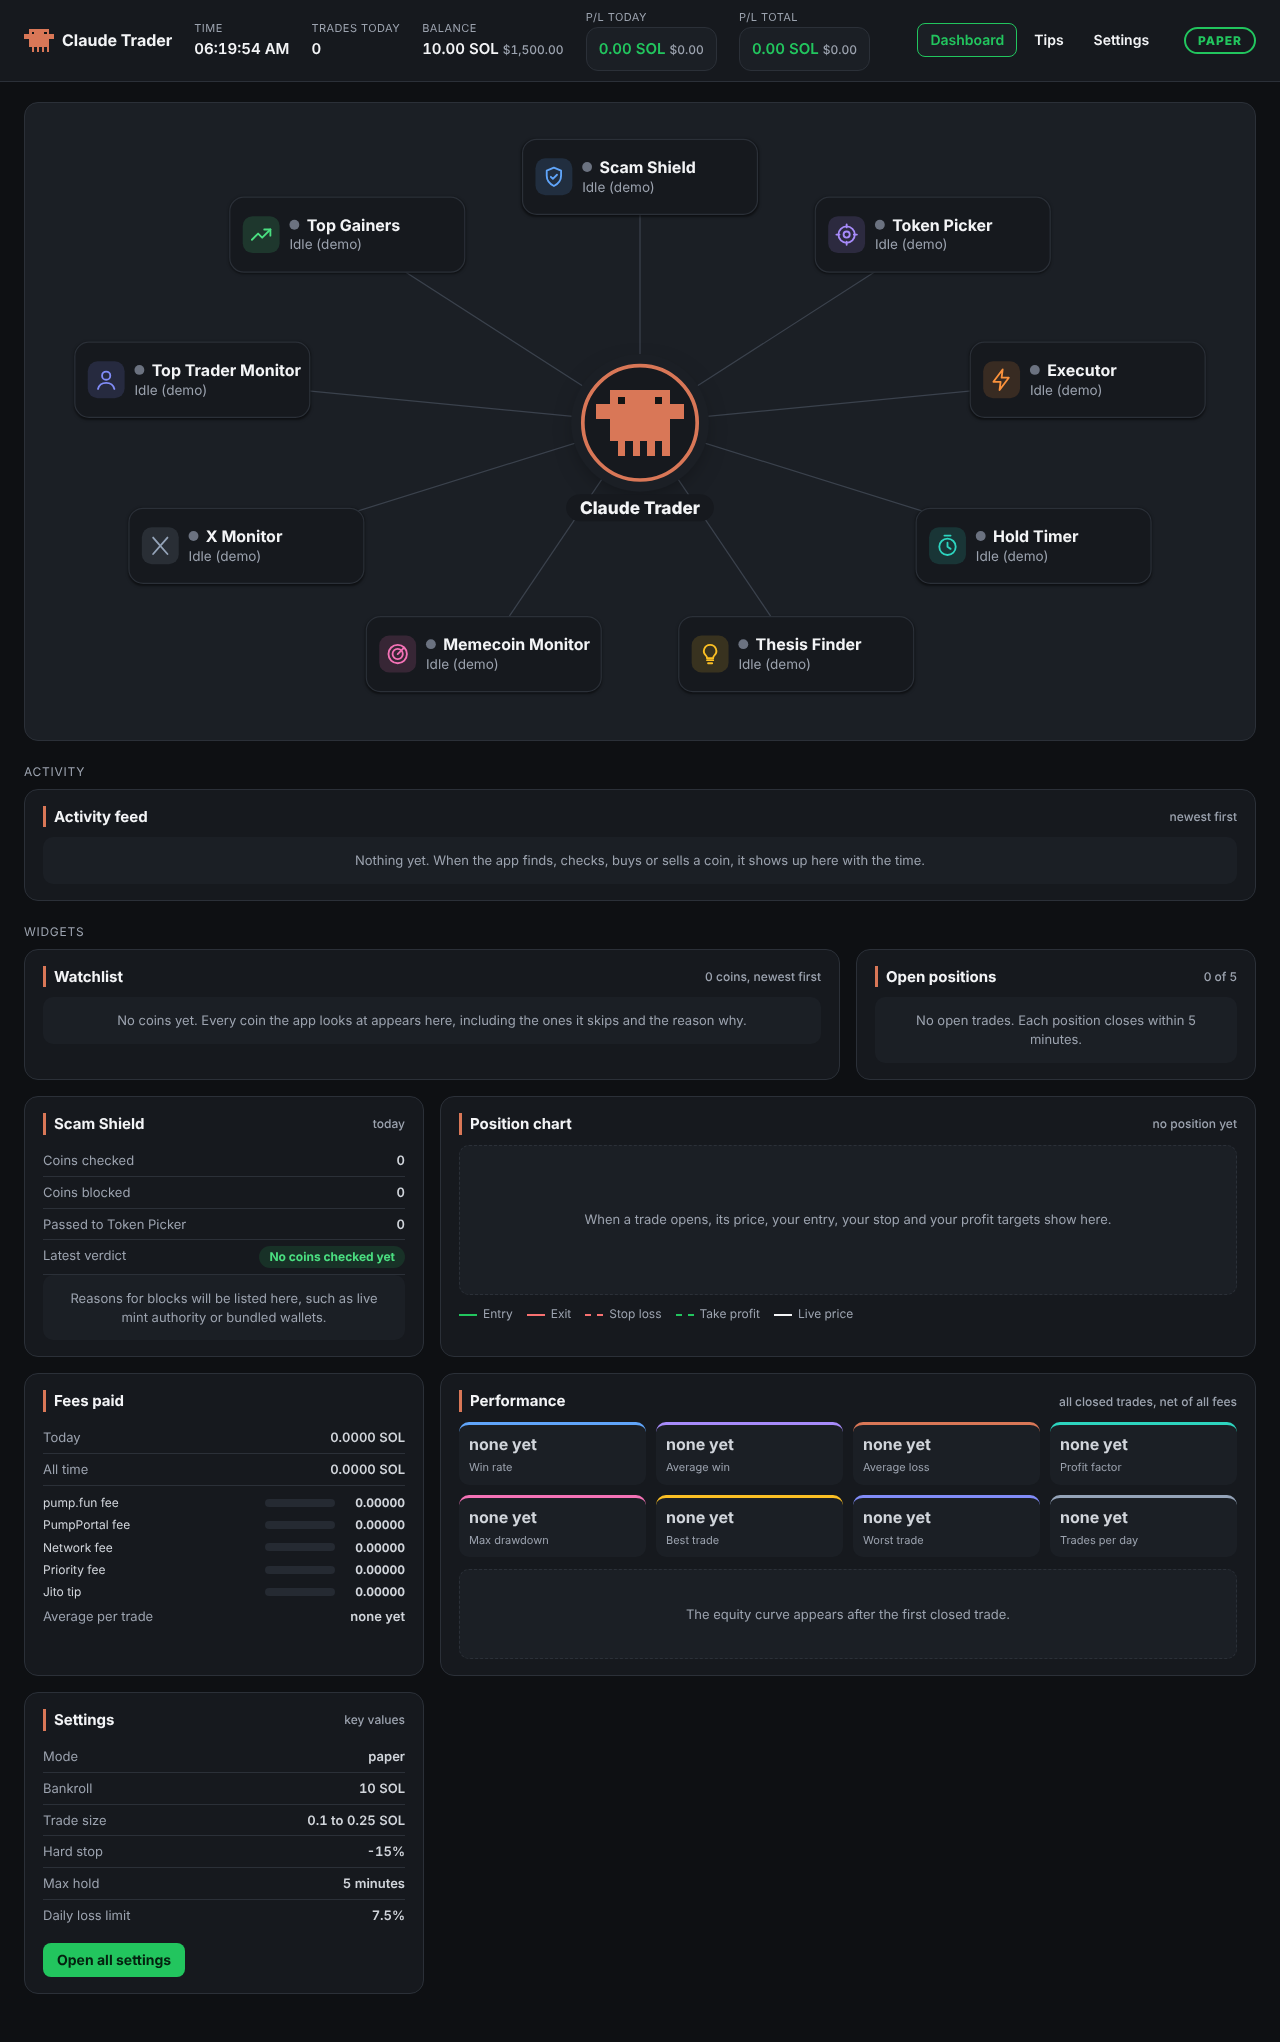 Claude Trader
TIME
06:19:54 AM
TRADES TODAY
0
BALANCE
10.00 SOL $1,500.00
P/L TODAY
0.00 SOL $0.00
P/L TOTAL
0.00 SOL $0.00
Dashboard
Tips
Settings
PAPER
Scam Shield
Idle (demo)
Top Gainers
Idle (demo)
Token Picker
Idle (demo)
Top Trader Monitor
Idle (demo)
Executor
Idle (demo)
Claude Trader
X Monitor
Idle (demo)
Hold Timer
Idle (demo)
Memecoin Monitor
Idle (demo)
Thesis Finder
Idle (demo)
ACTIVITY
Activity feed
newest first
Nothing yet. When the app finds, checks, buys or sells a coin, it shows up here with the time.
WIDGETS
Watchlist
0 coins, newest first
No coins yet. Every coin the app looks at appears here, including the ones it skips and the reason why.
Open positions
0 of 5
No open trades. Each position closes within 5
minutes.
Scam Shield
today
Coins checked
0
Coins blocked
0
Passed to Token Picker
0
Latest verdict
No coins checked yet
Reasons for blocks will be listed here, such as live
mint authority or bundled wallets.
Position chart
no position yet
When a trade opens, its price, your entry, your stop and your profit targets show here.
Entry
Exit
Stop loss
Take profit
Live price
Fees paid
Today
0.0000 SOL
All time
0.0000 SOL
pump.fun fee
0.00000
PumpPortal fee
0.00000
Network fee
0.00000
Priority fee
0.00000
Jito tip
0.00000
Average per trade
none yet
Performance
all closed trades, net of all fees
none yet
Win rate
none yet
Average win
none yet
Average loss
none yet
Profit factor
none yet
Max drawdown
none yet
Best trade
none yet
Worst trade
none yet
Trades per day
The equity curve appears after the first closed trade.
Settings
key values
Mode
paper
Bankroll
10 SOL
Trade size
0.1 to 0.25 SOL
Hard stop
-15%
Max hold
5 minutes
Daily loss limit
7.5%
Open all settings